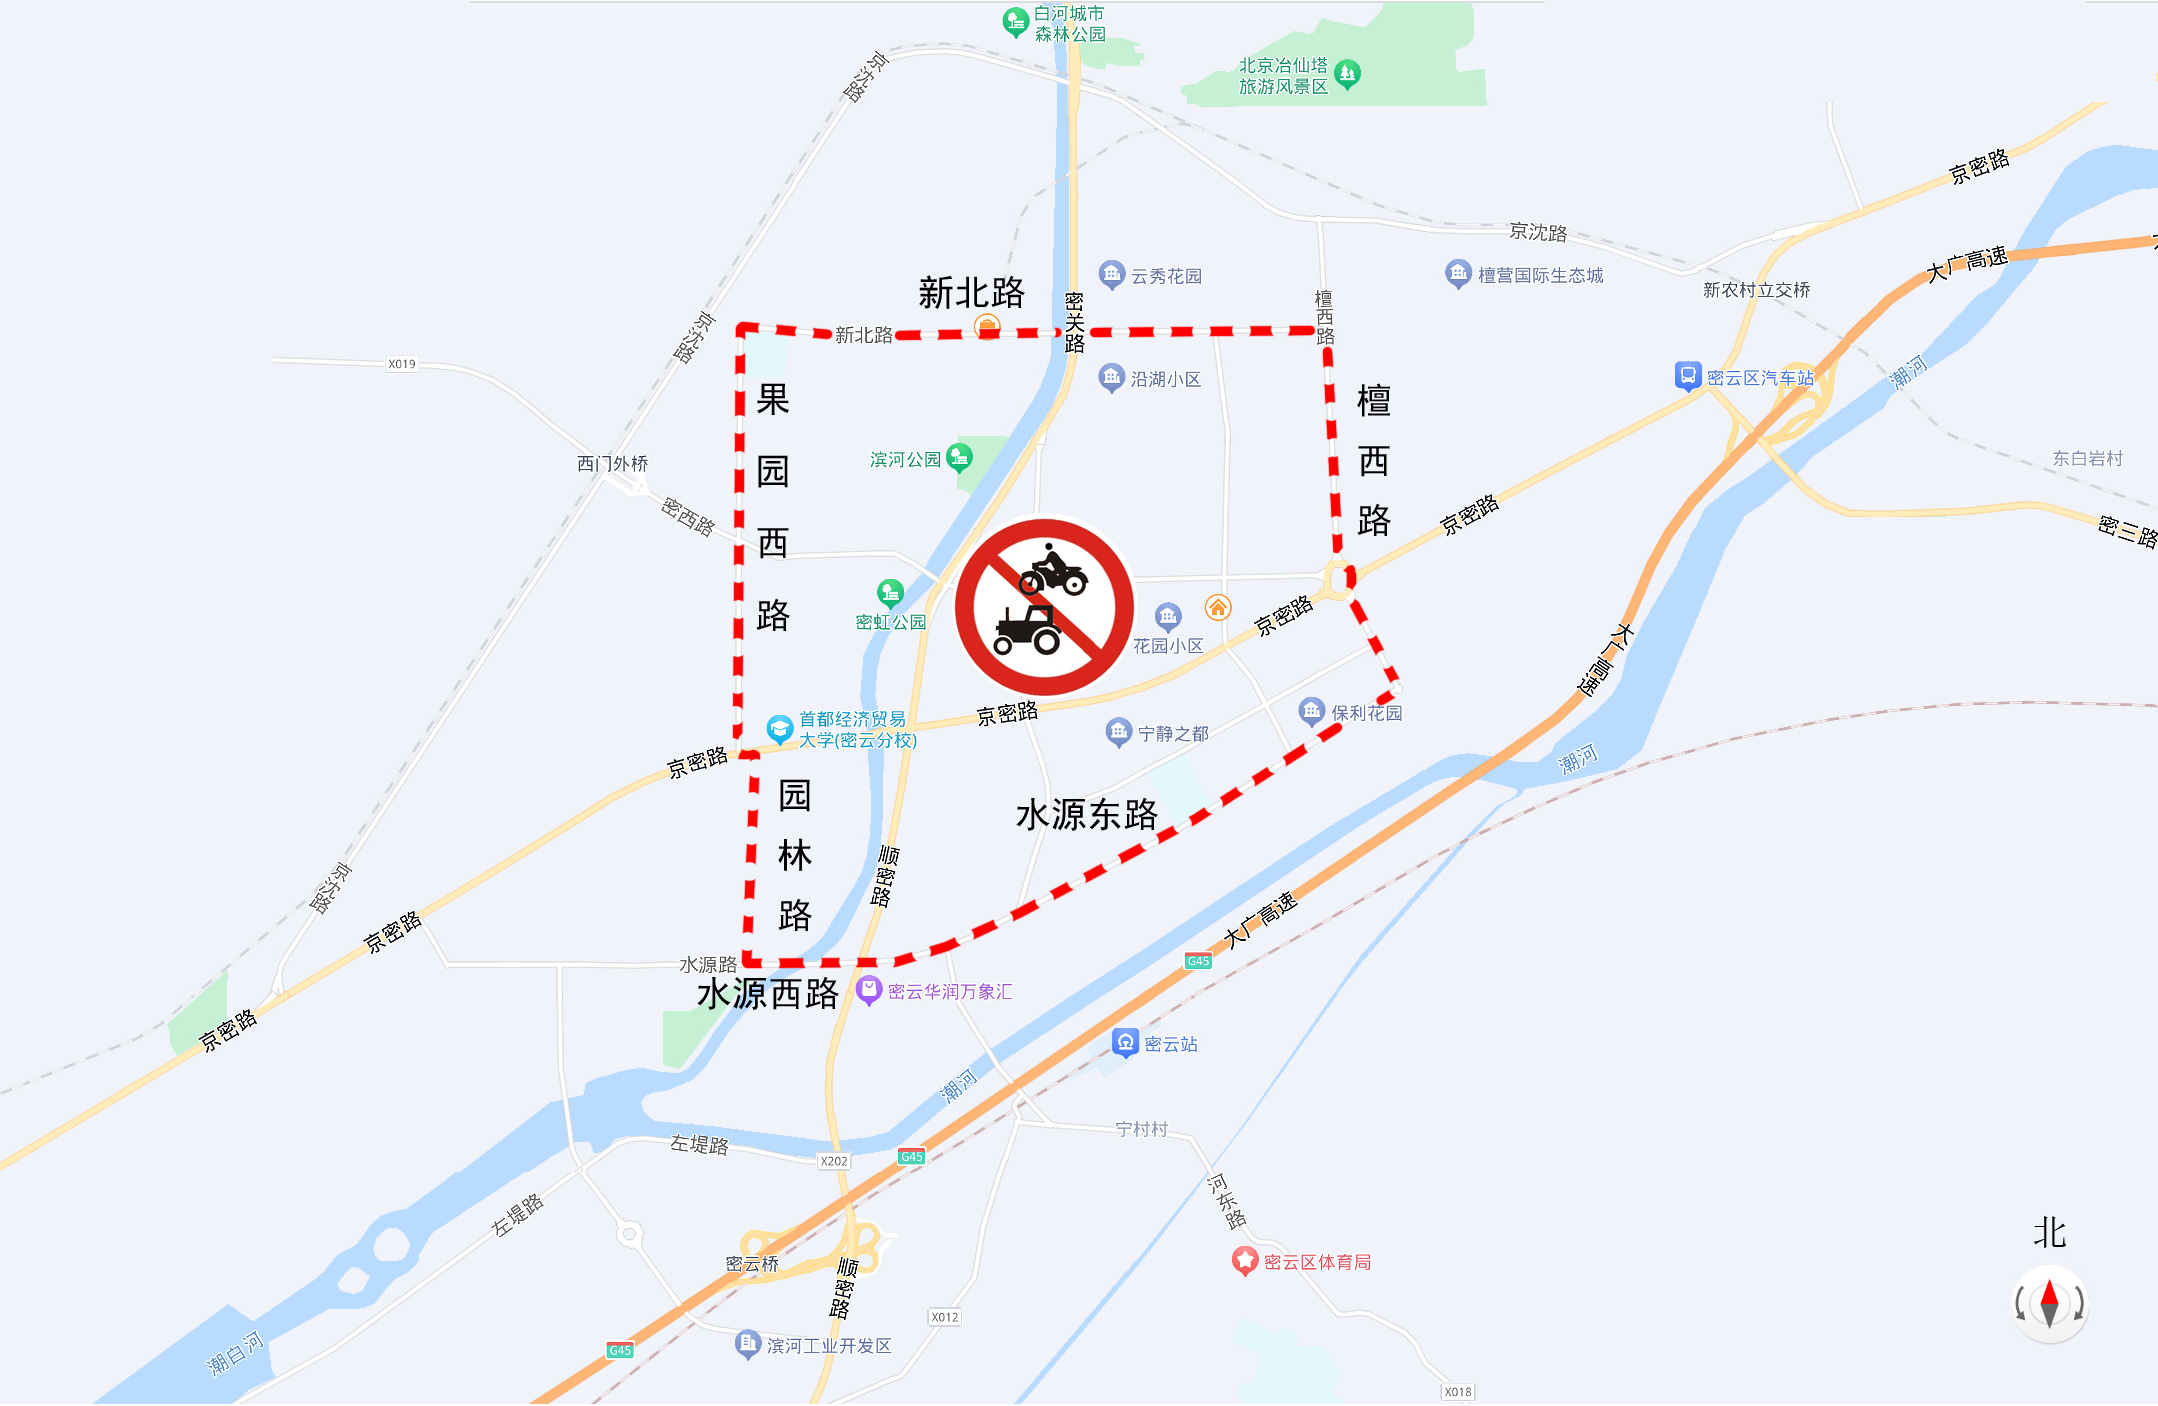 白河城市
森林公园
北京冶仙塔
旅游风景区
京沈路
京密路
京沈路
大广高速
新北路
云秀花园
檀营国际生态城
新农村立交桥
密关路
檀西路
新北路
京沈路
X019
沿湖小区
密云区汽车站
潮河
果园西路
檀西路
西门外桥
滨河公园
东白岩村
密西路
京密路
密三路
密虹公园
花园小区
京密路
大广高速
首都经济贸易
大学(密云分校)
京密路
宁静之都
保利花园
京密路
潮河
园林路
水源东路
顺密路
京沈路
京密路
大广高速
水源路
G45
水源西路
密云华润万象汇
京密路
密云站
潮河
宁村村
左堤路
X202
G45
左堤路
河东路
北
密云桥
密云区体育局
顺密路
X012
滨河工业开发区
G45
潮白河
X018